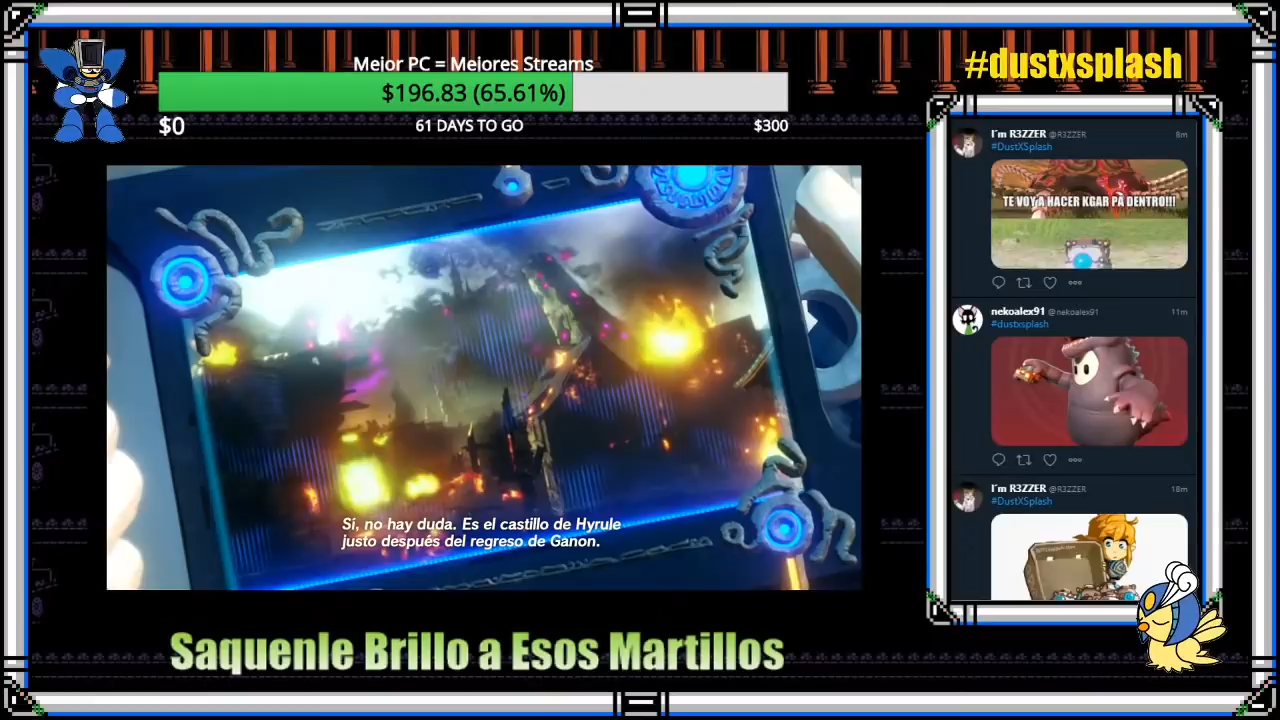 Mejor PC = Mejores Streams
$196.83 (65.61%)
$0
61 DAYS TO GO
$300
#dustxsplash
I´m R3ZZER @R3ZZER 8m
#DustXSplash
TE VOY A HACER KGAR PA DENTRO!!!
nekoalex91 @nekoalex91 11m
#dustxsplash
I´m R3ZZER @R3ZZER 18m
#DustXSplash
Sí, no hay duda. Es el castillo de Hyrule
justo después del regreso de Ganon.
Saquenle Brillo a Esos Martillos